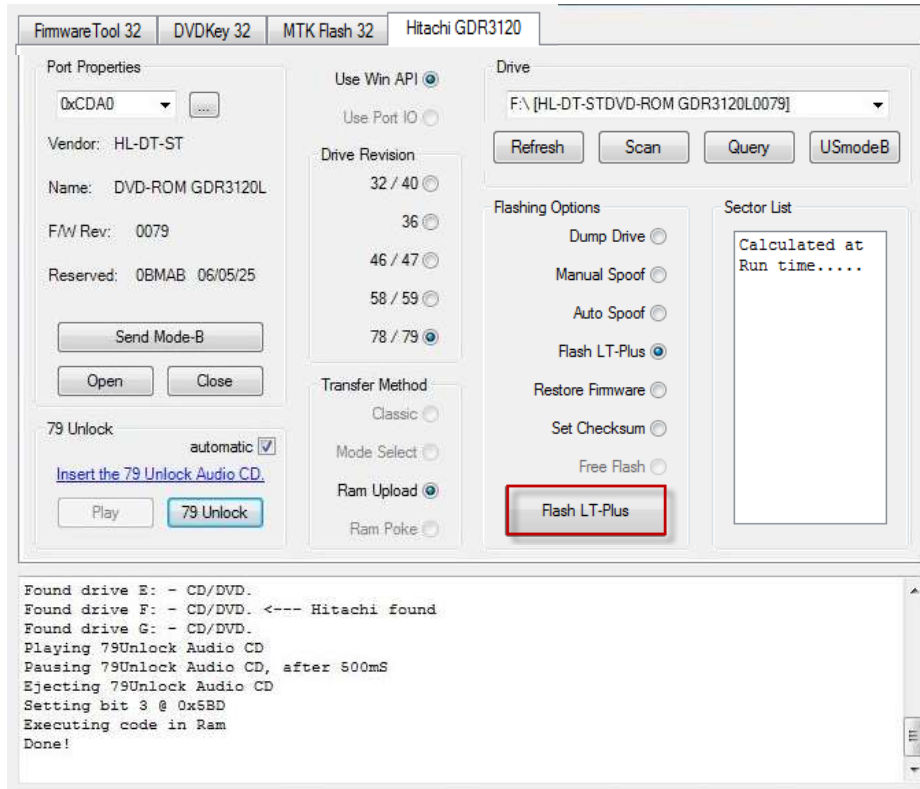 FirmwareTool 32
DVDKey 32
MTK Flash 32
Hitachi GDR3120
Port Properties
0xCDA0
...
Vendor: HL-DT-ST
Name: DVD-ROM GDR3120L
F/W Rev: 0079
Reserved: 0BMAB 06/05/25
Send Mode-B
Open
Close
79 Unlock
automatic
Insert the 79 Unlock Audio CD.
Play
79 Unlock
Use Win API
Use Port IO
Drive Revision
32 / 40
36
46 / 47
58 / 59
78 / 79
Transfer Method
Classic
Mode Select
Ram Upload
Ram Poke
Drive
F:\ [HL-DT-STDVD-ROM GDR3120L0079]
Refresh
Scan
Query
USmodeB
Flashing Options
Dump Drive
Manual Spoof
Auto Spoof
Flash LT-Plus
Restore Firmware
Set Checksum
Free Flash
Flash LT-Plus
Sector List
Calculated at
Run time.....
Found drive E: - CD/DVD.
Found drive F: - CD/DVD. <--- Hitachi found
Found drive G: - CD/DVD.
Playing 79Unlock Audio CD
Pausing 79Unlock Audio CD, after 500mS
Ejecting 79Unlock Audio CD
Setting bit 3 @ 0x5BD
Executing code in Ram
Done!